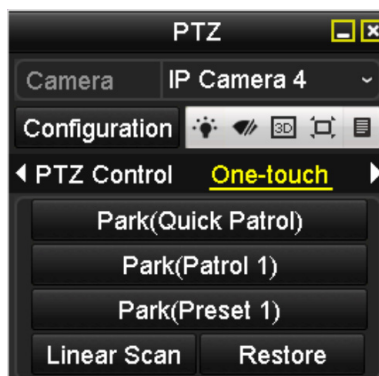 PTZ
Camera IP Camera 4
Configuration 3D
PTZ Control One-touch
Park(Quick Patrol)
Park(Patrol 1)
Park(Preset 1)
Linear Scan Restore